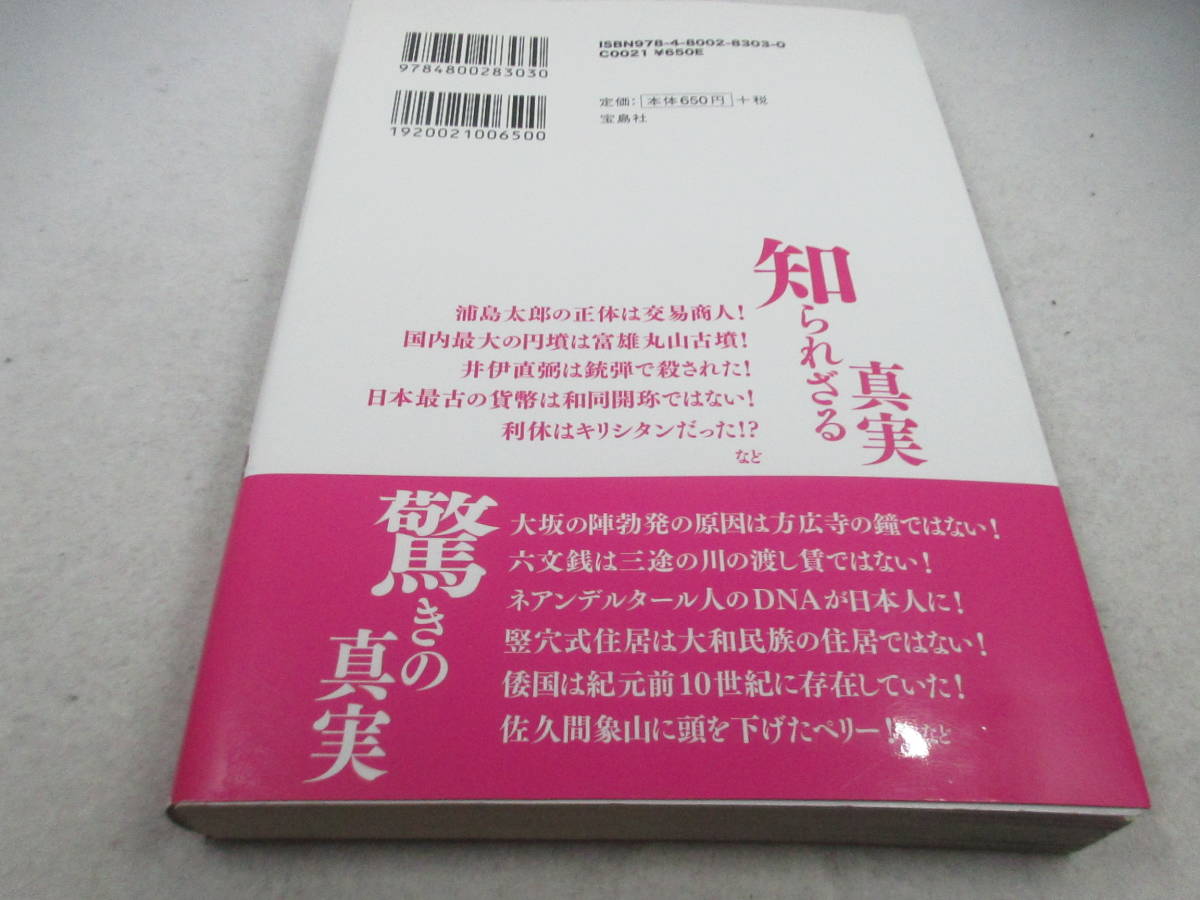 ISBN978-4-8002-8303-0
C0021 ¥650E
9784800283030
定価：本体650円＋税
宝島社
1920021006500
知られざる
真実
浦島太郎の正体は交易商人！
国内最大の円墳は富雄丸山古墳！
井伊直弼は銃弾で殺された！
日本最古の貨幣は和同開珎ではない！
利休はキリシタンだった!?
など
驚きの
真実
大坂の陣勃発の原因は方広寺の鐘ではない！
六文銭は三途の川の渡し賃ではない！
ネアンデルタール人のDNAが日本人に！
竪穴式住居は大和民族の住居ではない！
倭国は紀元前10世紀に存在していた！
佐久間象山に頭を下げたペリー！など